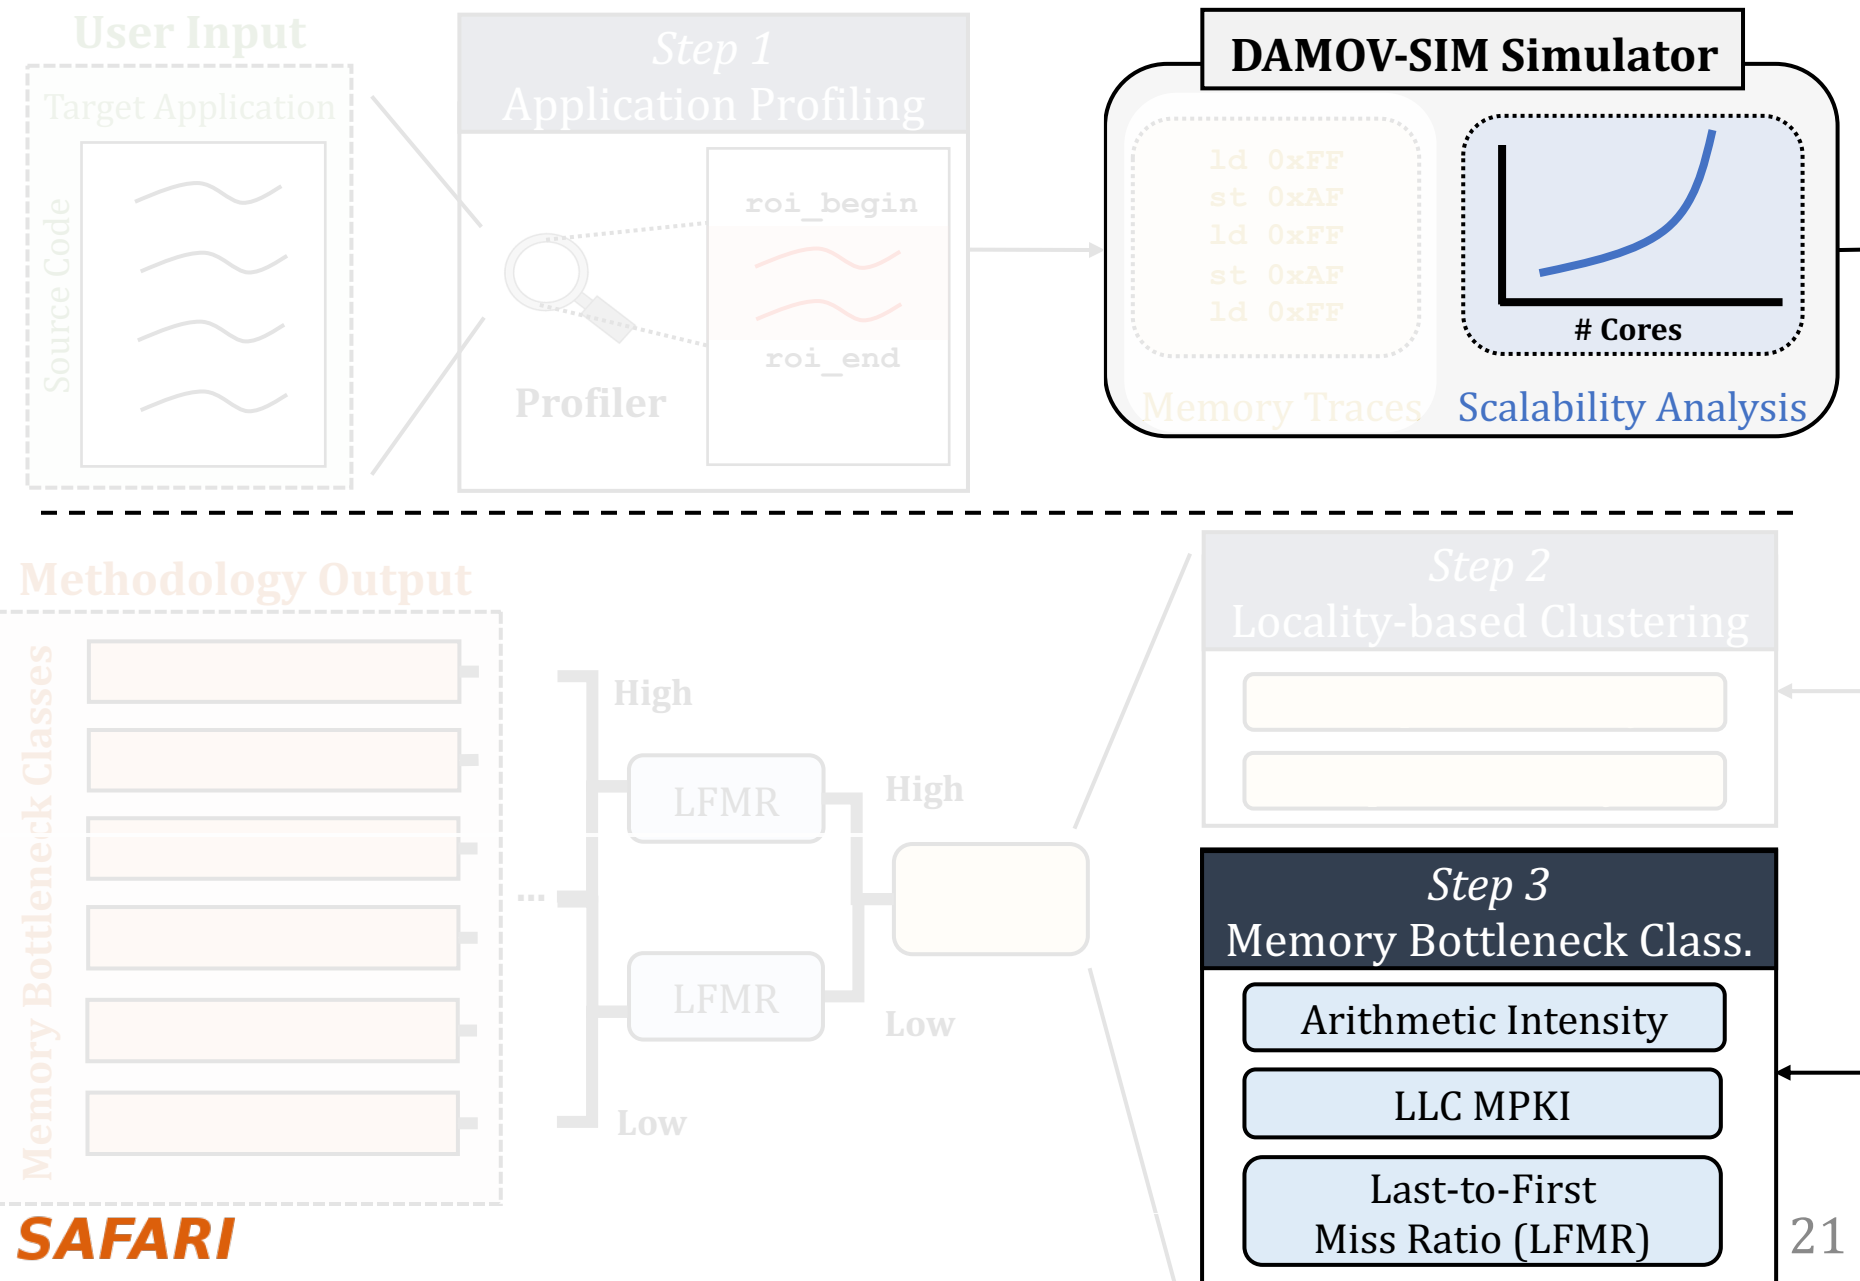 User Input
Target Application
Source Code
Step 1
Application Profiling
roi_begin
roi_end
Profiler
DAMOV-SIM Simulator
ld 0xFF
st 0xAF
ld 0xFF
st 0xAF
ld 0xFF
Memory Traces
# Cores
Scalability Analysis
Methodology Output
Memory Bottleneck Classes
...
High
Low
LFMR
LFMR
High
Low
Step 2
Locality-based Clustering
Step 3
Memory Bottleneck Class.
Arithmetic Intensity
LLC MPKI
Last-to-First
Miss Ratio (LFMR)
SAFARI
21